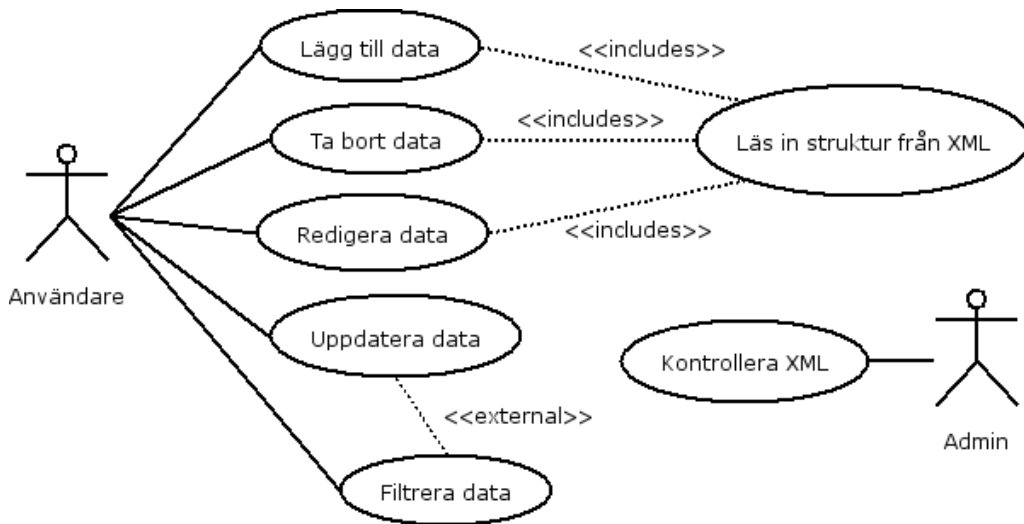 Lägg till data
<<includes>>
Ta bort data
<<includes>>
Läs in struktur från XML
Redigera data
<<includes>>
Användare
Uppdatera data
Kontrollera XML
<<external>>
Admin
Filtrera data